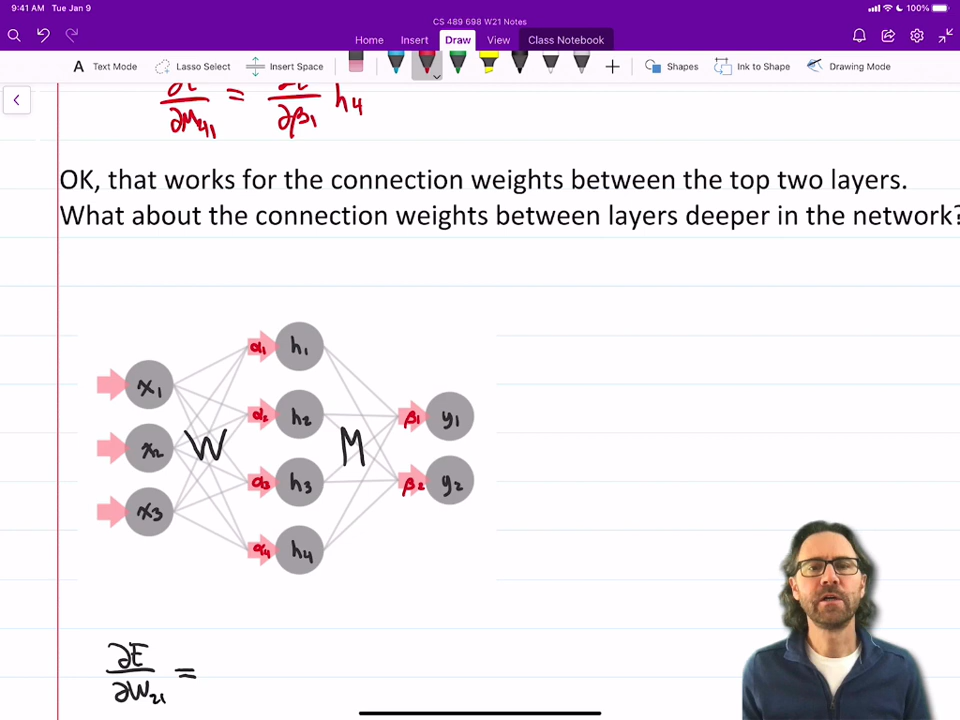 9:41 AM Tue Jan 9 100%
CS 489 698 W21 Notes
Home Insert Draw View Class Notebook
Text Mode Lasso Select Insert Space Shapes Ink to Shape Drawing Mode
∂M₄₁ = ∂β₁ h₄
OK, that works for the connection weights between the top two layers.
What about the connection weights between layers deeper in the network?
α₁ h₁
x₁
α₂ h₂ β₁ y₁
x₂ W M
α₃ h₃ β₂ y₂
x₃
α₄ h₄
∂E
∂W₂₁ =